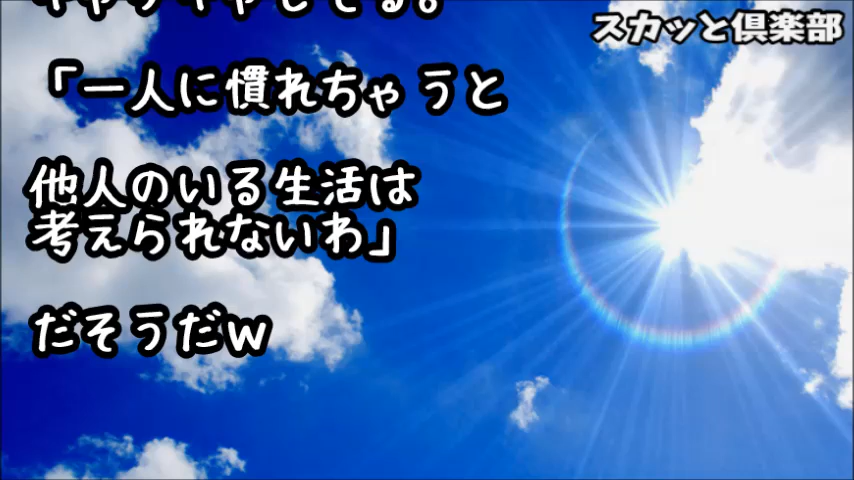 スカッと倶楽部
「一人に慣れちゃうと
他人のいる生活は
考えられないわ」
だそうだw